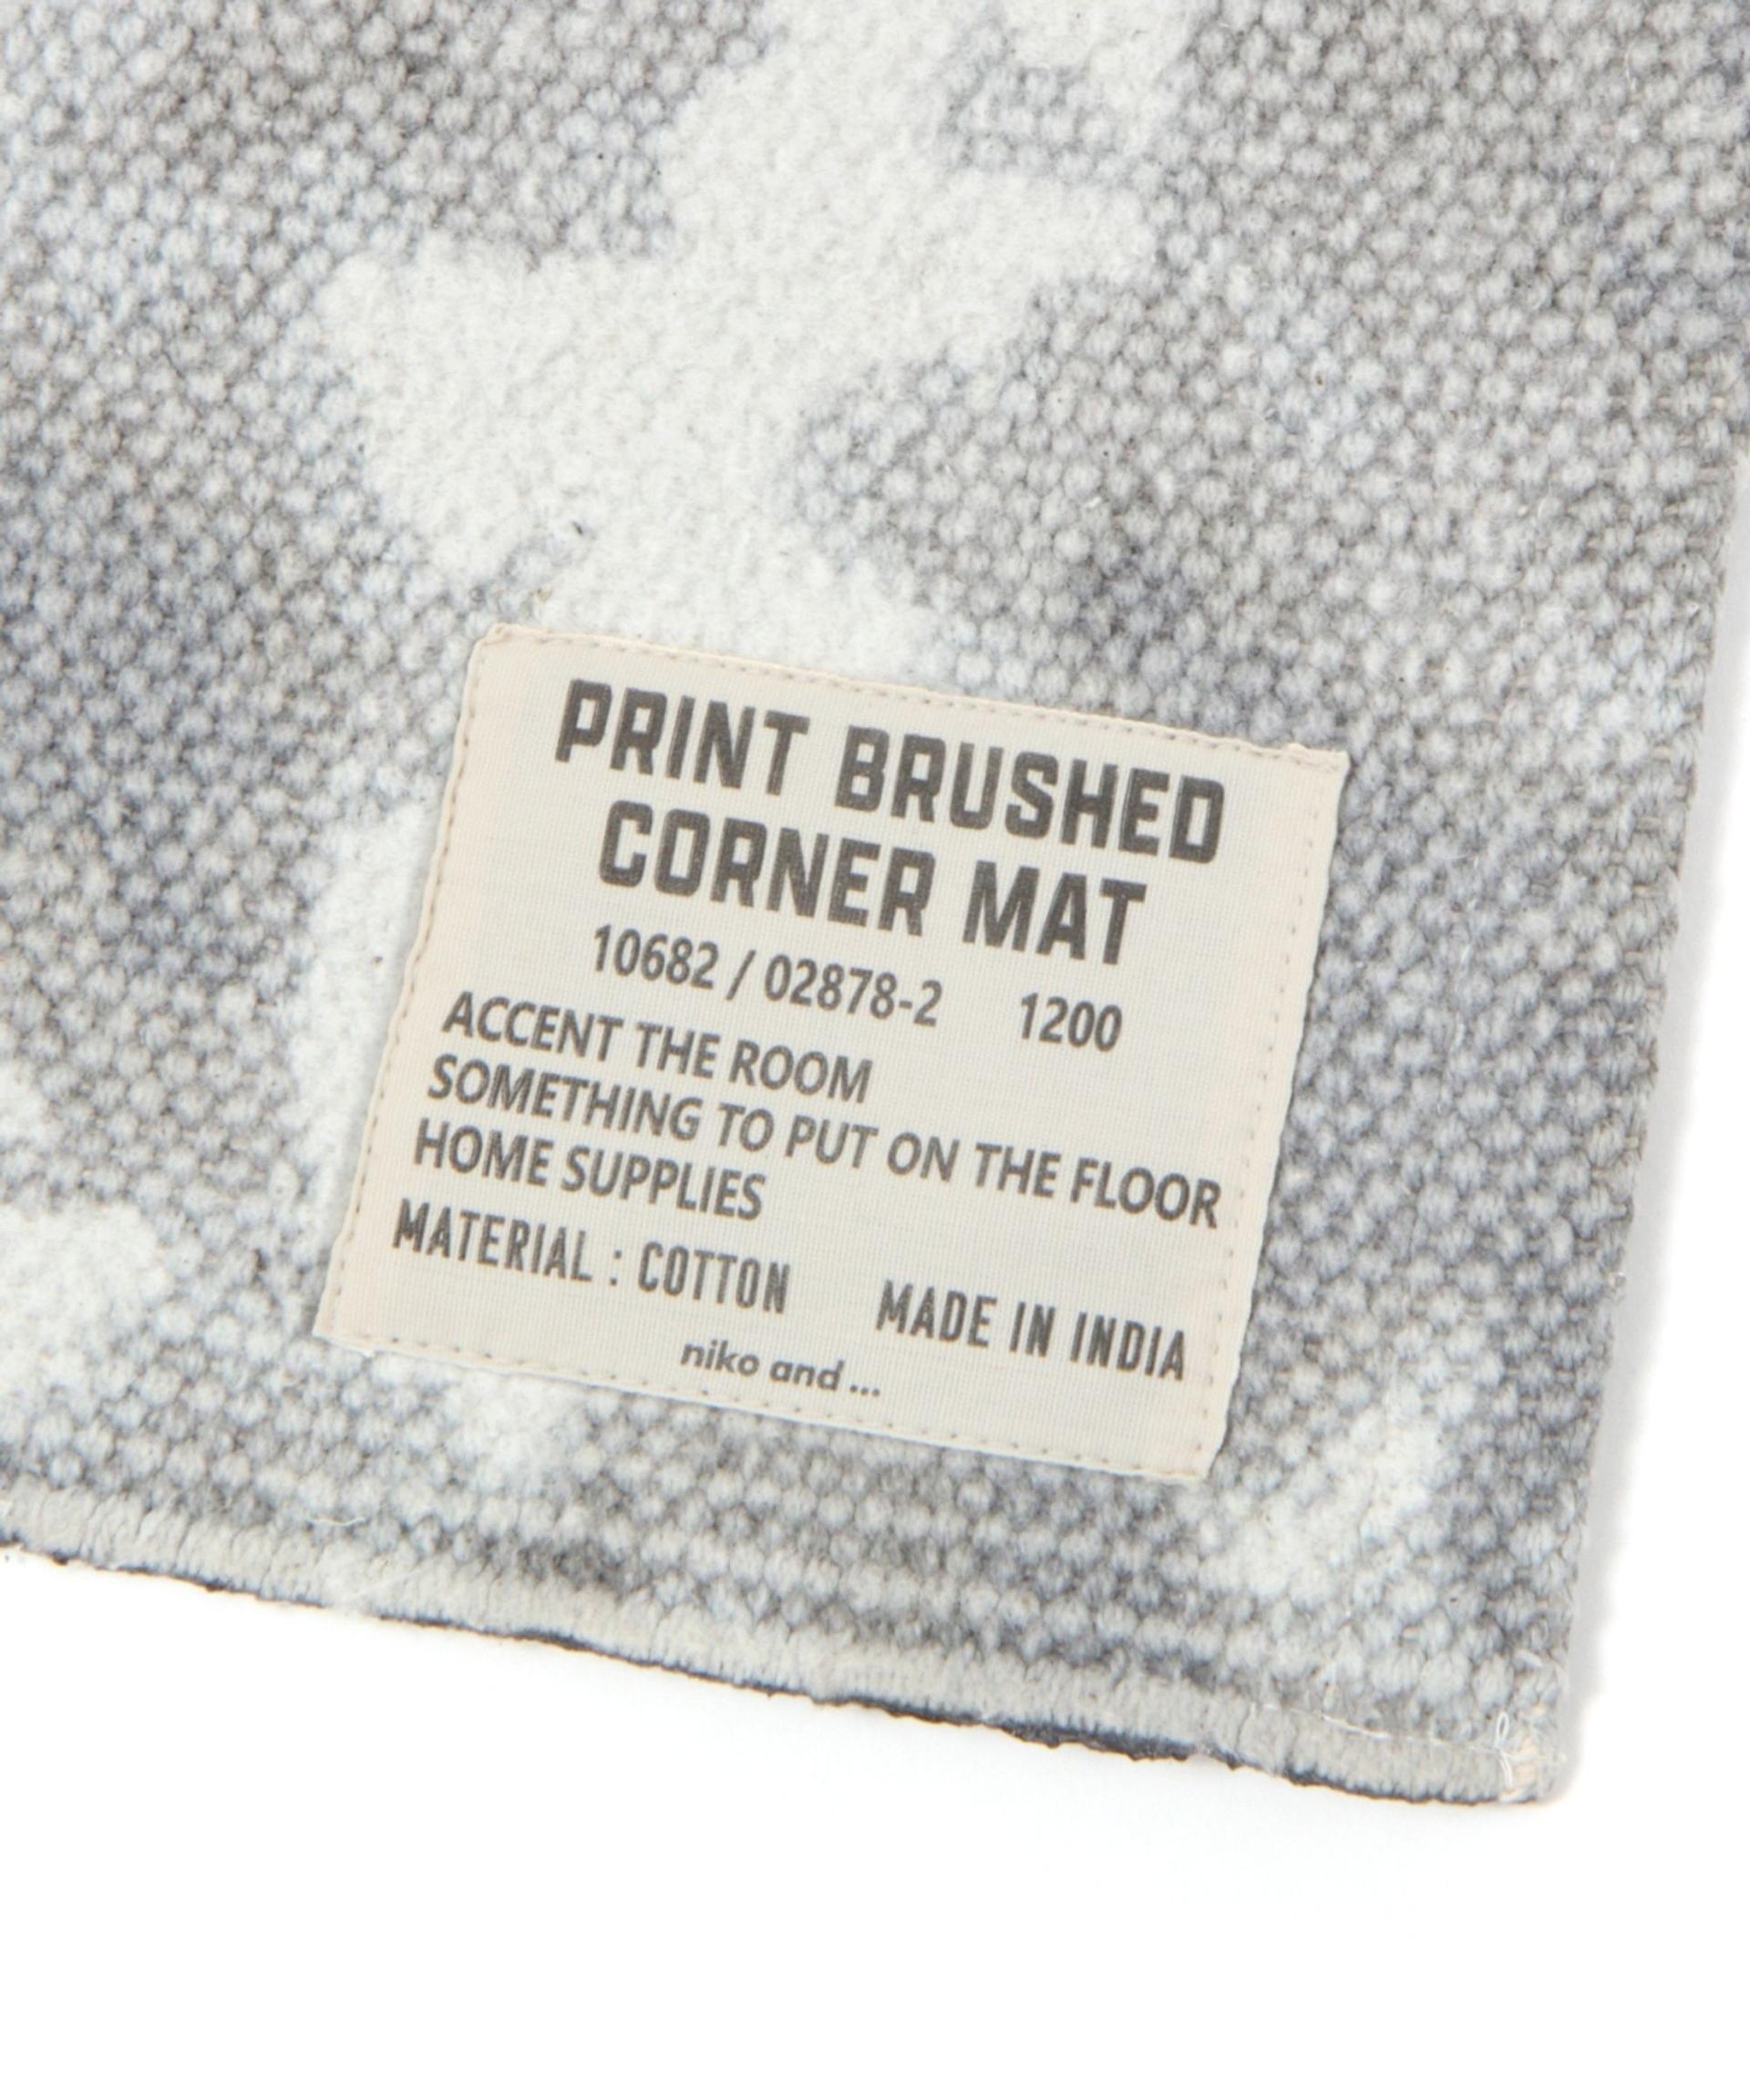 PRINT BRUSHED
CORNER MAT
10682 / 02878-2 1200
ACCENT THE ROOM
SOMETHING TO PUT ON THE FLOOR
HOME SUPPLIES
MATERIAL : COTTON MADE IN INDIA
niko and ...